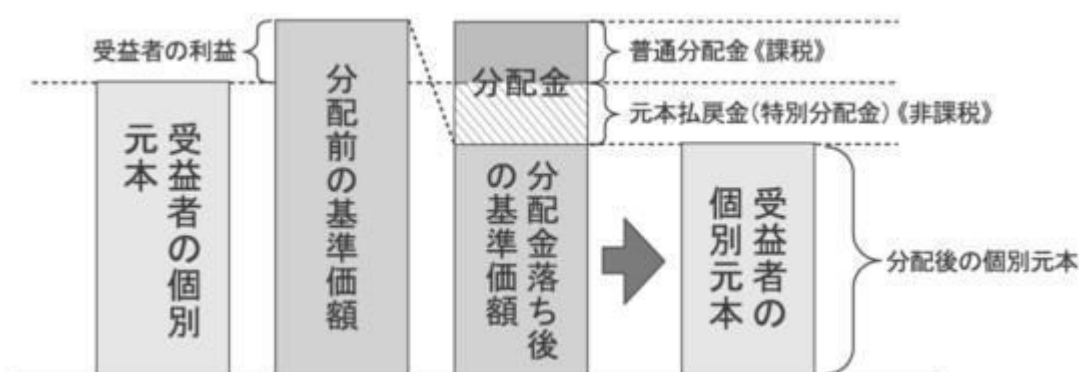 受益者の利益
受益者の個別
元本
分配前の基準価額
分配金
分配金落ち後
の基準価額
普通分配金《課税》
元本払戻金(特別分配金)《非課税》
受益者の
個別元本
分配後の個別元本